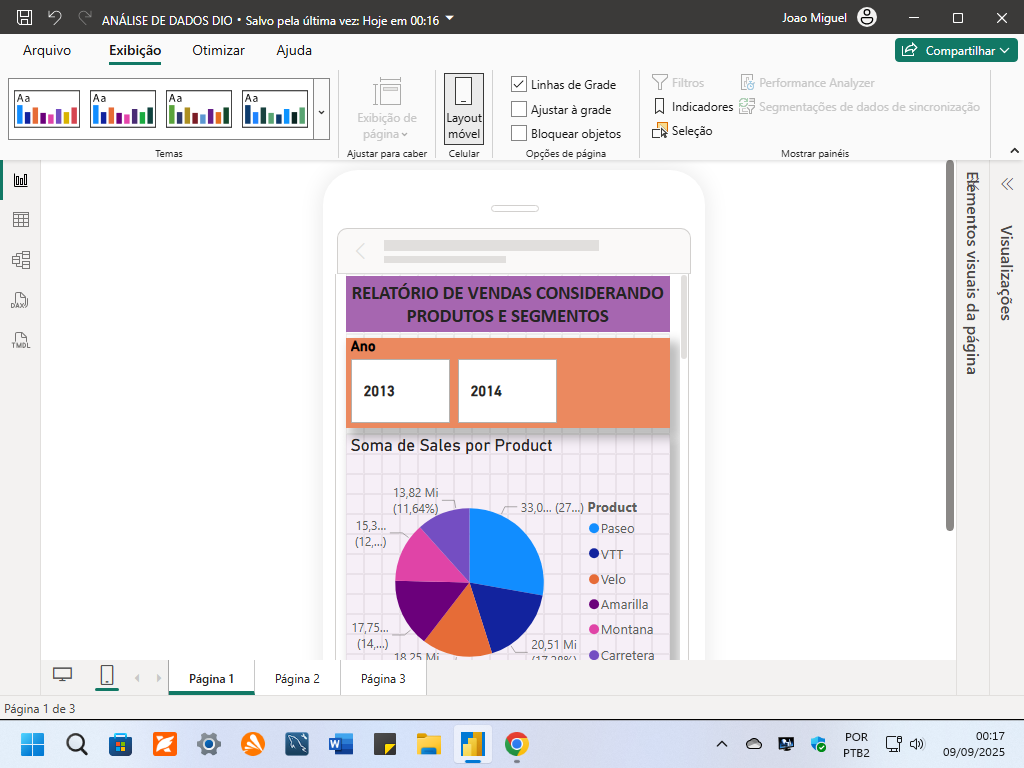 ANÁLISE DE DADOS DIO • Salvo pela última vez: Hoje em 00:16
Joao Miguel
Arquivo
Exibição
Otimizar
Ajuda
Compartilhar
Aa
Aa
Aa
Aa
Temas
Exibição de
página
Ajustar para caber
Layout
móvel
Celular
Linhas de Grade
Ajustar à grade
Bloquear objetos
Opções de página
Filtros
Indicadores
Seleção
Performance Analyzer
Segmentações de dados de sincronização
Mostrar painéis
DAX
TMDL
RELATÓRIO DE VENDAS CONSIDERANDO
PRODUTOS E SEGMENTOS
Ano
2013
2014
Soma de Sales por Product
13,82 Mi
(11,64%)
33,0... (27...)
15,3...
(12,...)
17,75...
(14,...)
18,25 Mi
20,51 Mi
(17,28%)
Product
Paseo
VTT
Velo
Amarilla
Montana
Carretera
Elementos visuais da página
Visualizações
Página 1
Página 2
Página 3
Página 1 de 3
POR
PTB2
00:17
09/09/2025